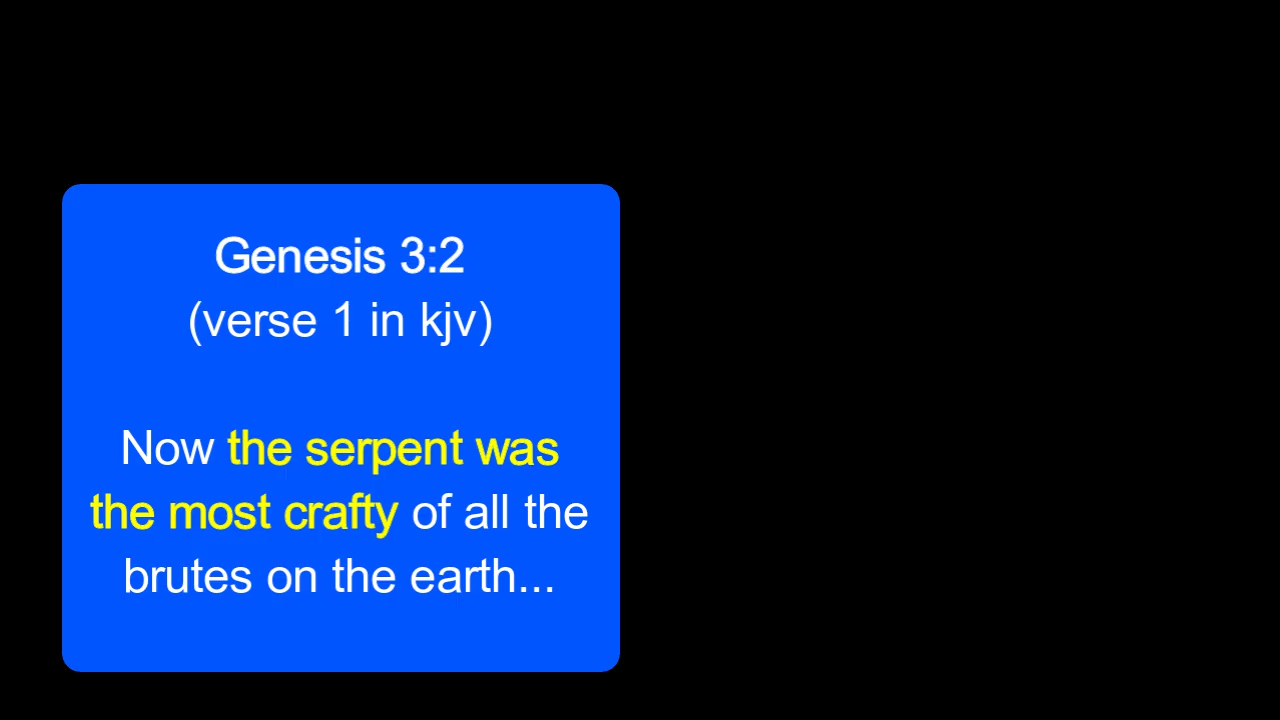 Genesis 3:2
(verse 1 in kjv)
Now the serpent was
the most crafty of all the
brutes on the earth...